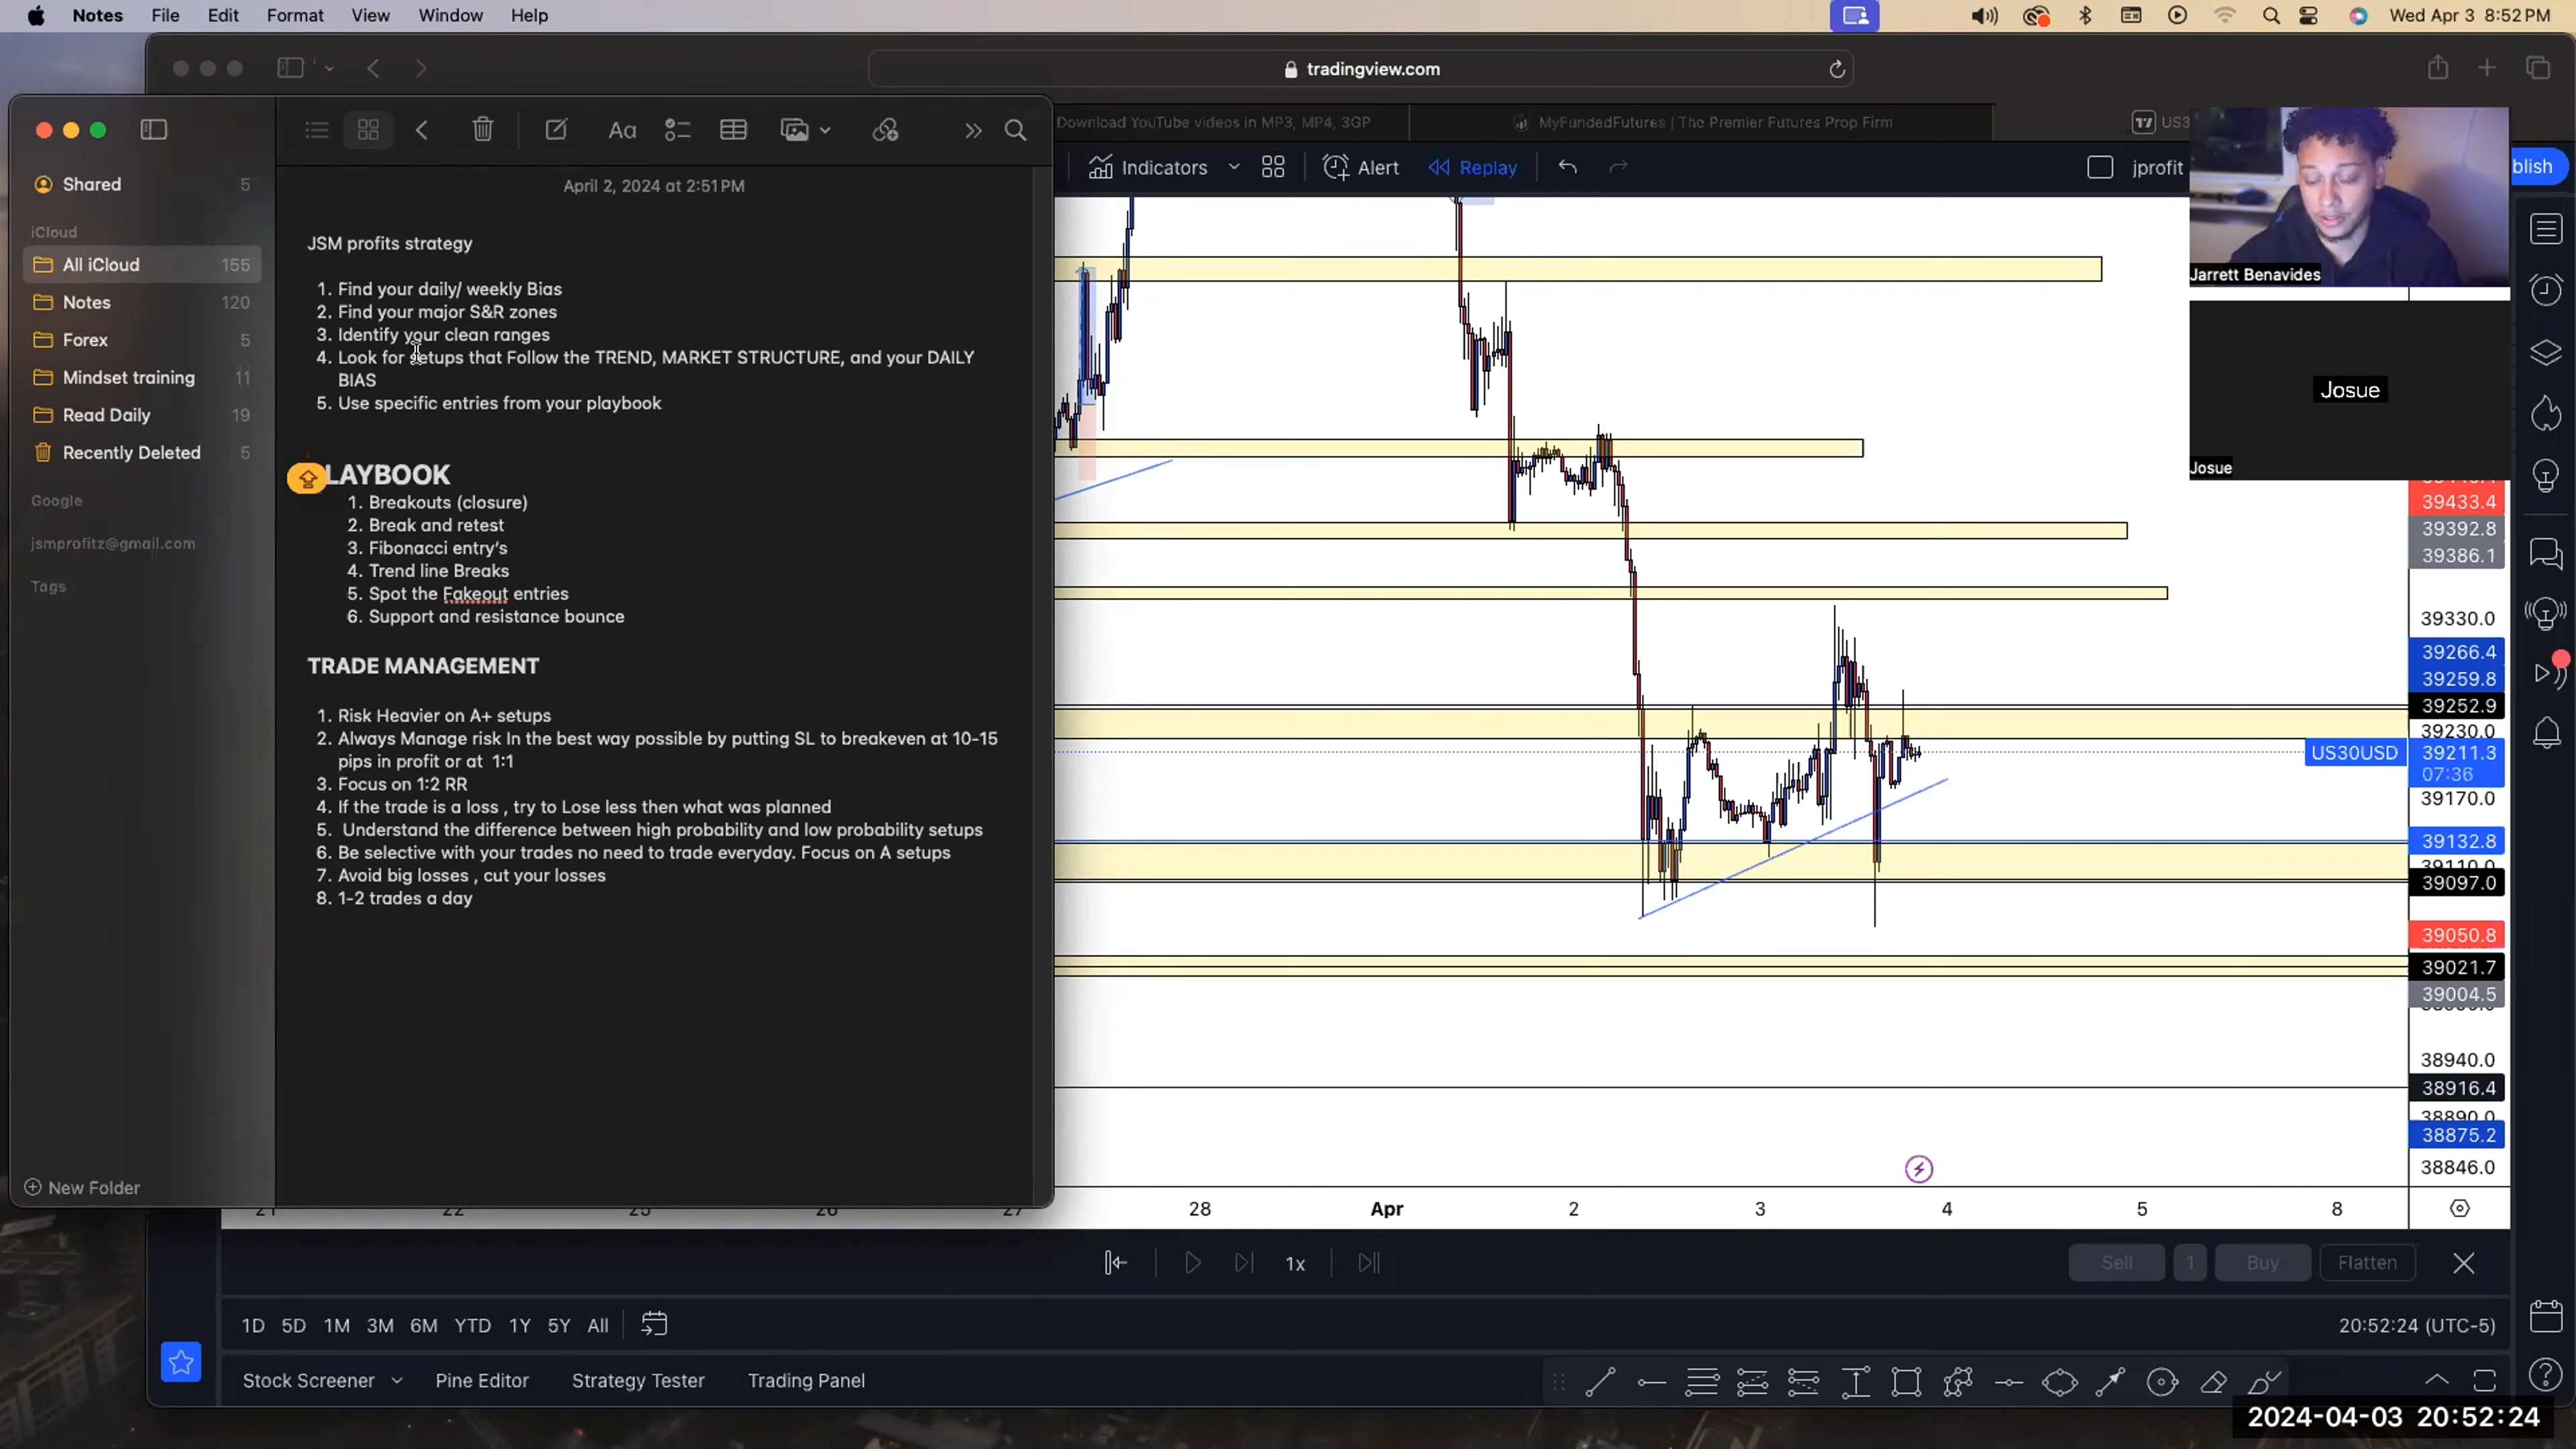 Notes File Edit Format View Window Help
Wed Apr 3 8:52 PM
tradingview.com
Download YouTube videos in MP3, MP4, 3GP
MyFundedFutures | The Premier Futures Prop Firm
US3
Indicators
Alert
Replay
jprofit
blish
Shared 5
iCloud
All iCloud 155
Notes 120
Forex 5
Mindset training 11
Read Daily 19
Recently Deleted 5
Google
jsmprofitz@gmail.com
Tags
New Folder
Aa
April 2, 2024 at 2:51 PM
JSM profits strategy
1. Find your daily/ weekly Bias
2. Find your major S&R zones
3. Identify your clean ranges
4. Look for setups that Follow the TREND, MARKET STRUCTURE, and your DAILY
BIAS
5. Use specific entries from your playbook
LAYBOOK
1. Breakouts (closure)
2. Break and retest
3. Fibonacci entry's
4. Trend line Breaks
5. Spot the Fakeout entries
6. Support and resistance bounce
TRADE MANAGEMENT
1. Risk Heavier on A+ setups
2. Always Manage risk In the best way possible by putting SL to breakeven at 10-15
pips in profit or at 1:1
3. Focus on 1:2 RR
4. If the trade is a loss , try to Lose less then what was planned
5. Understand the difference between high probability and low probability setups
6. Be selective with your trades no need to trade everyday. Focus on A setups
7. Avoid big losses , cut your losses
8. 1-2 trades a day
Jarrett Benavides
Josue
Josue
39433.4
39392.8
39386.1
39330.0
39266.4
39259.8
39252.9
39230.0
US30USD 39211.3
07:36
39170.0
39132.8
39110.0
39097.0
39050.8
39021.7
39004.5
38940.0
38916.4
38890.0
38875.2
38846.0
21 22 25 26 27 28 Apr 2 3 4 5 8
1x
Sell 1 Buy Flatten
1D 5D 1M 3M 6M YTD 1Y 5Y All
20:52:24 (UTC-5)
Stock Screener Pine Editor Strategy Tester Trading Panel
2024-04-03 20:52:24